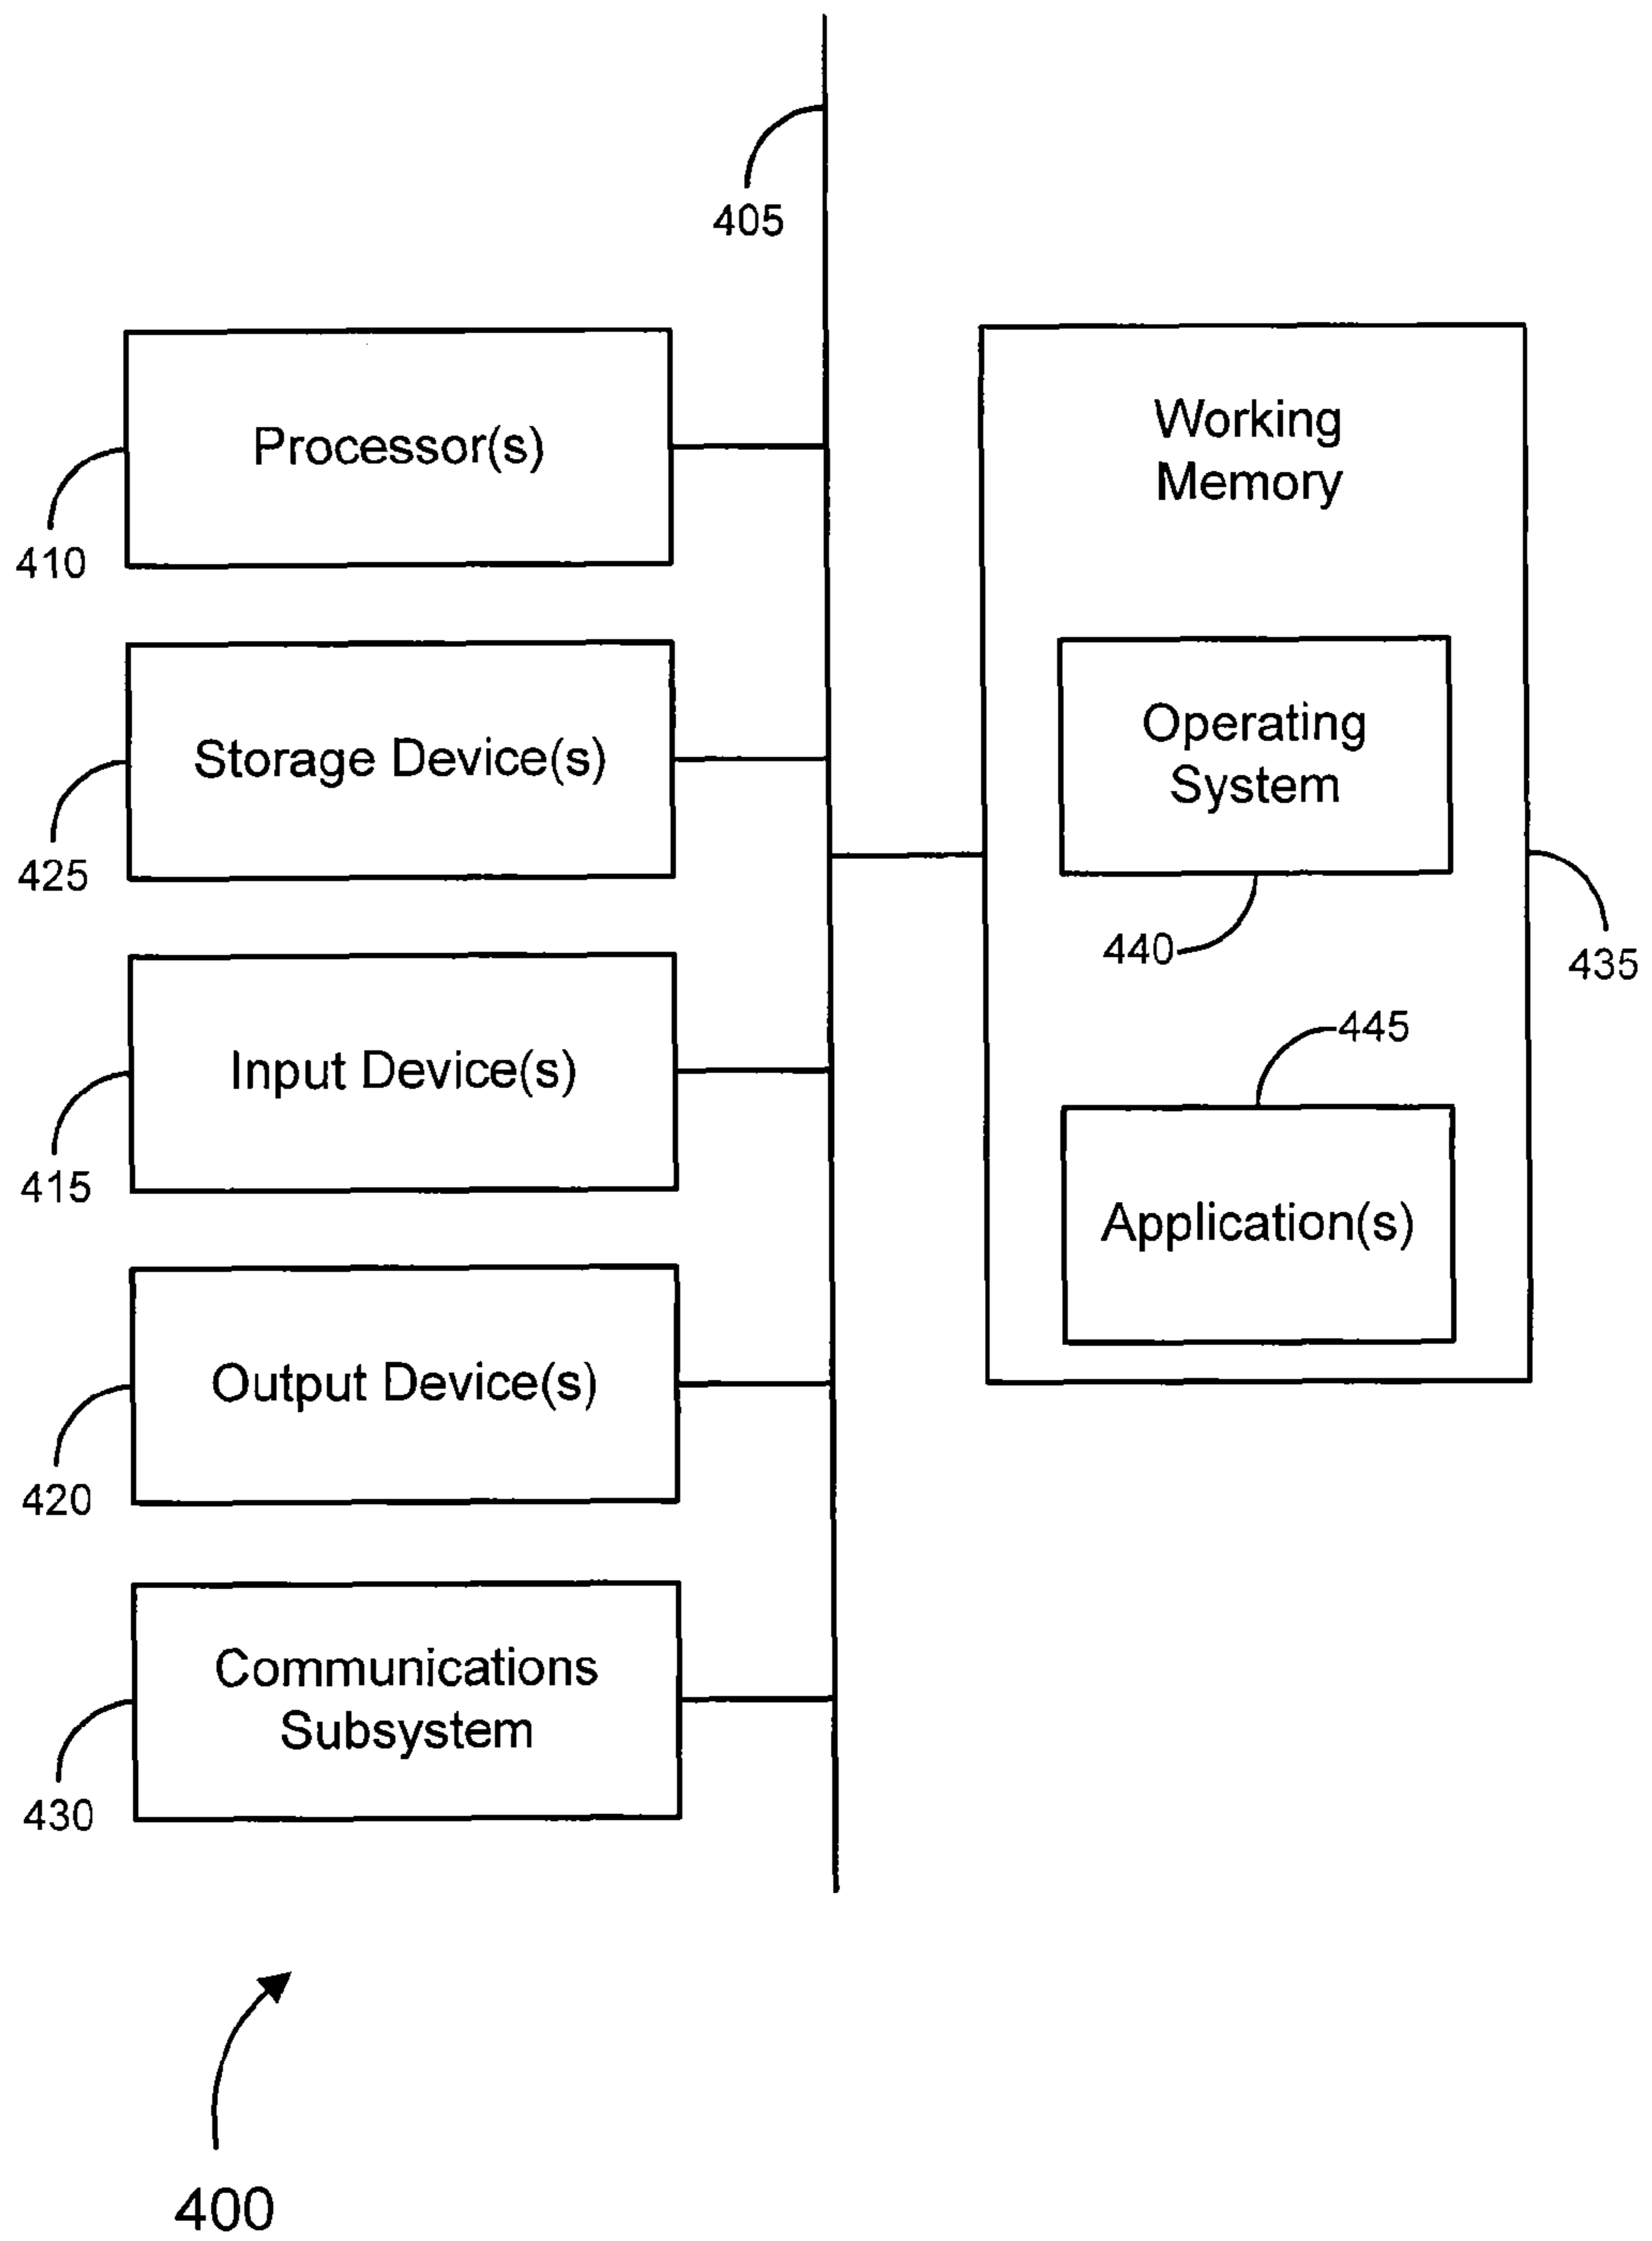 405
Processor(s)
410
Storage Device(s)
425
Input Device(s)
415
Output Device(s)
420
Communications
Subsystem
430
Working
Memory
Operating
System
440
435
445
Application(s)
400